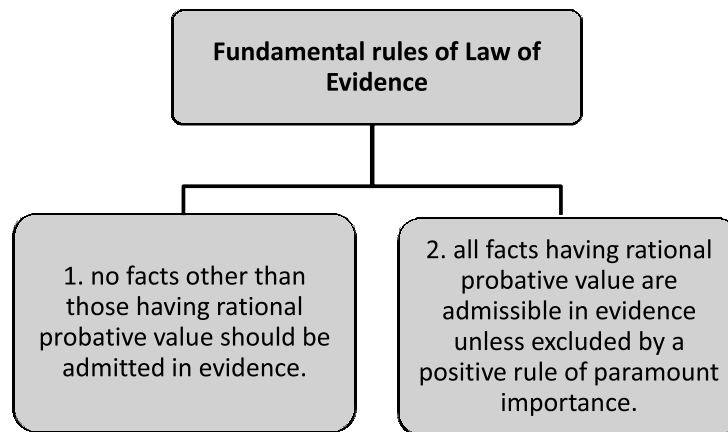 Fundamental rules of Law of
Evidence
1. no facts other than
those having rational
probative value should be
admitted in evidence.
2. all facts having rational
probative value are
admissible in evidence
unless excluded by a
positive rule of paramount
importance.